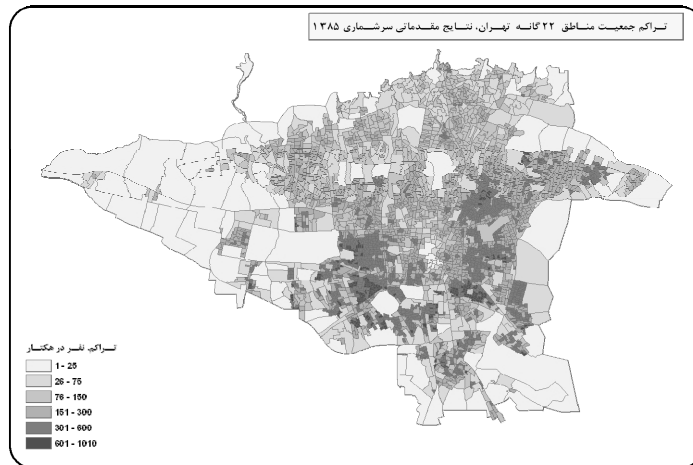 تراکم جمعیت مناطق ۲۲ گانه تهران، نتایج مقدماتی سرشماری ۱۳۸۵
تراکم، نفر در هکتار
1 - 25
26 - 75
76 - 150
151 - 300
301 - 600
601 - 1010